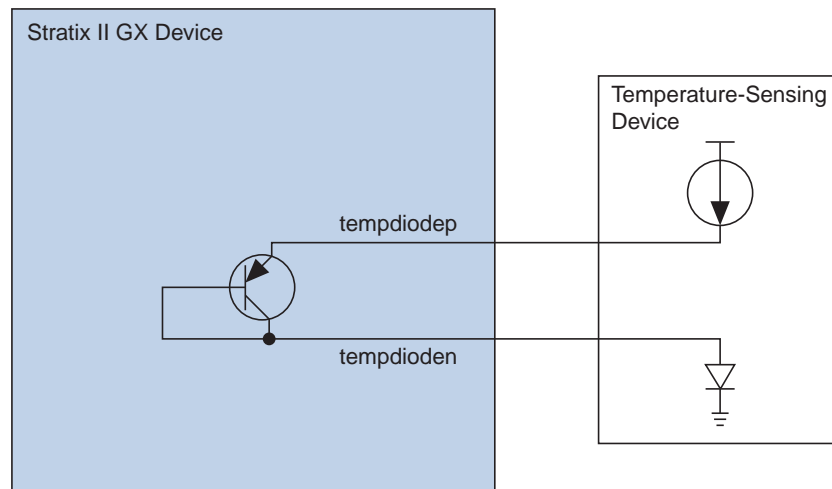 Stratix II GX Device
Temperature-Sensing
Device
tempdiodep
tempdioden